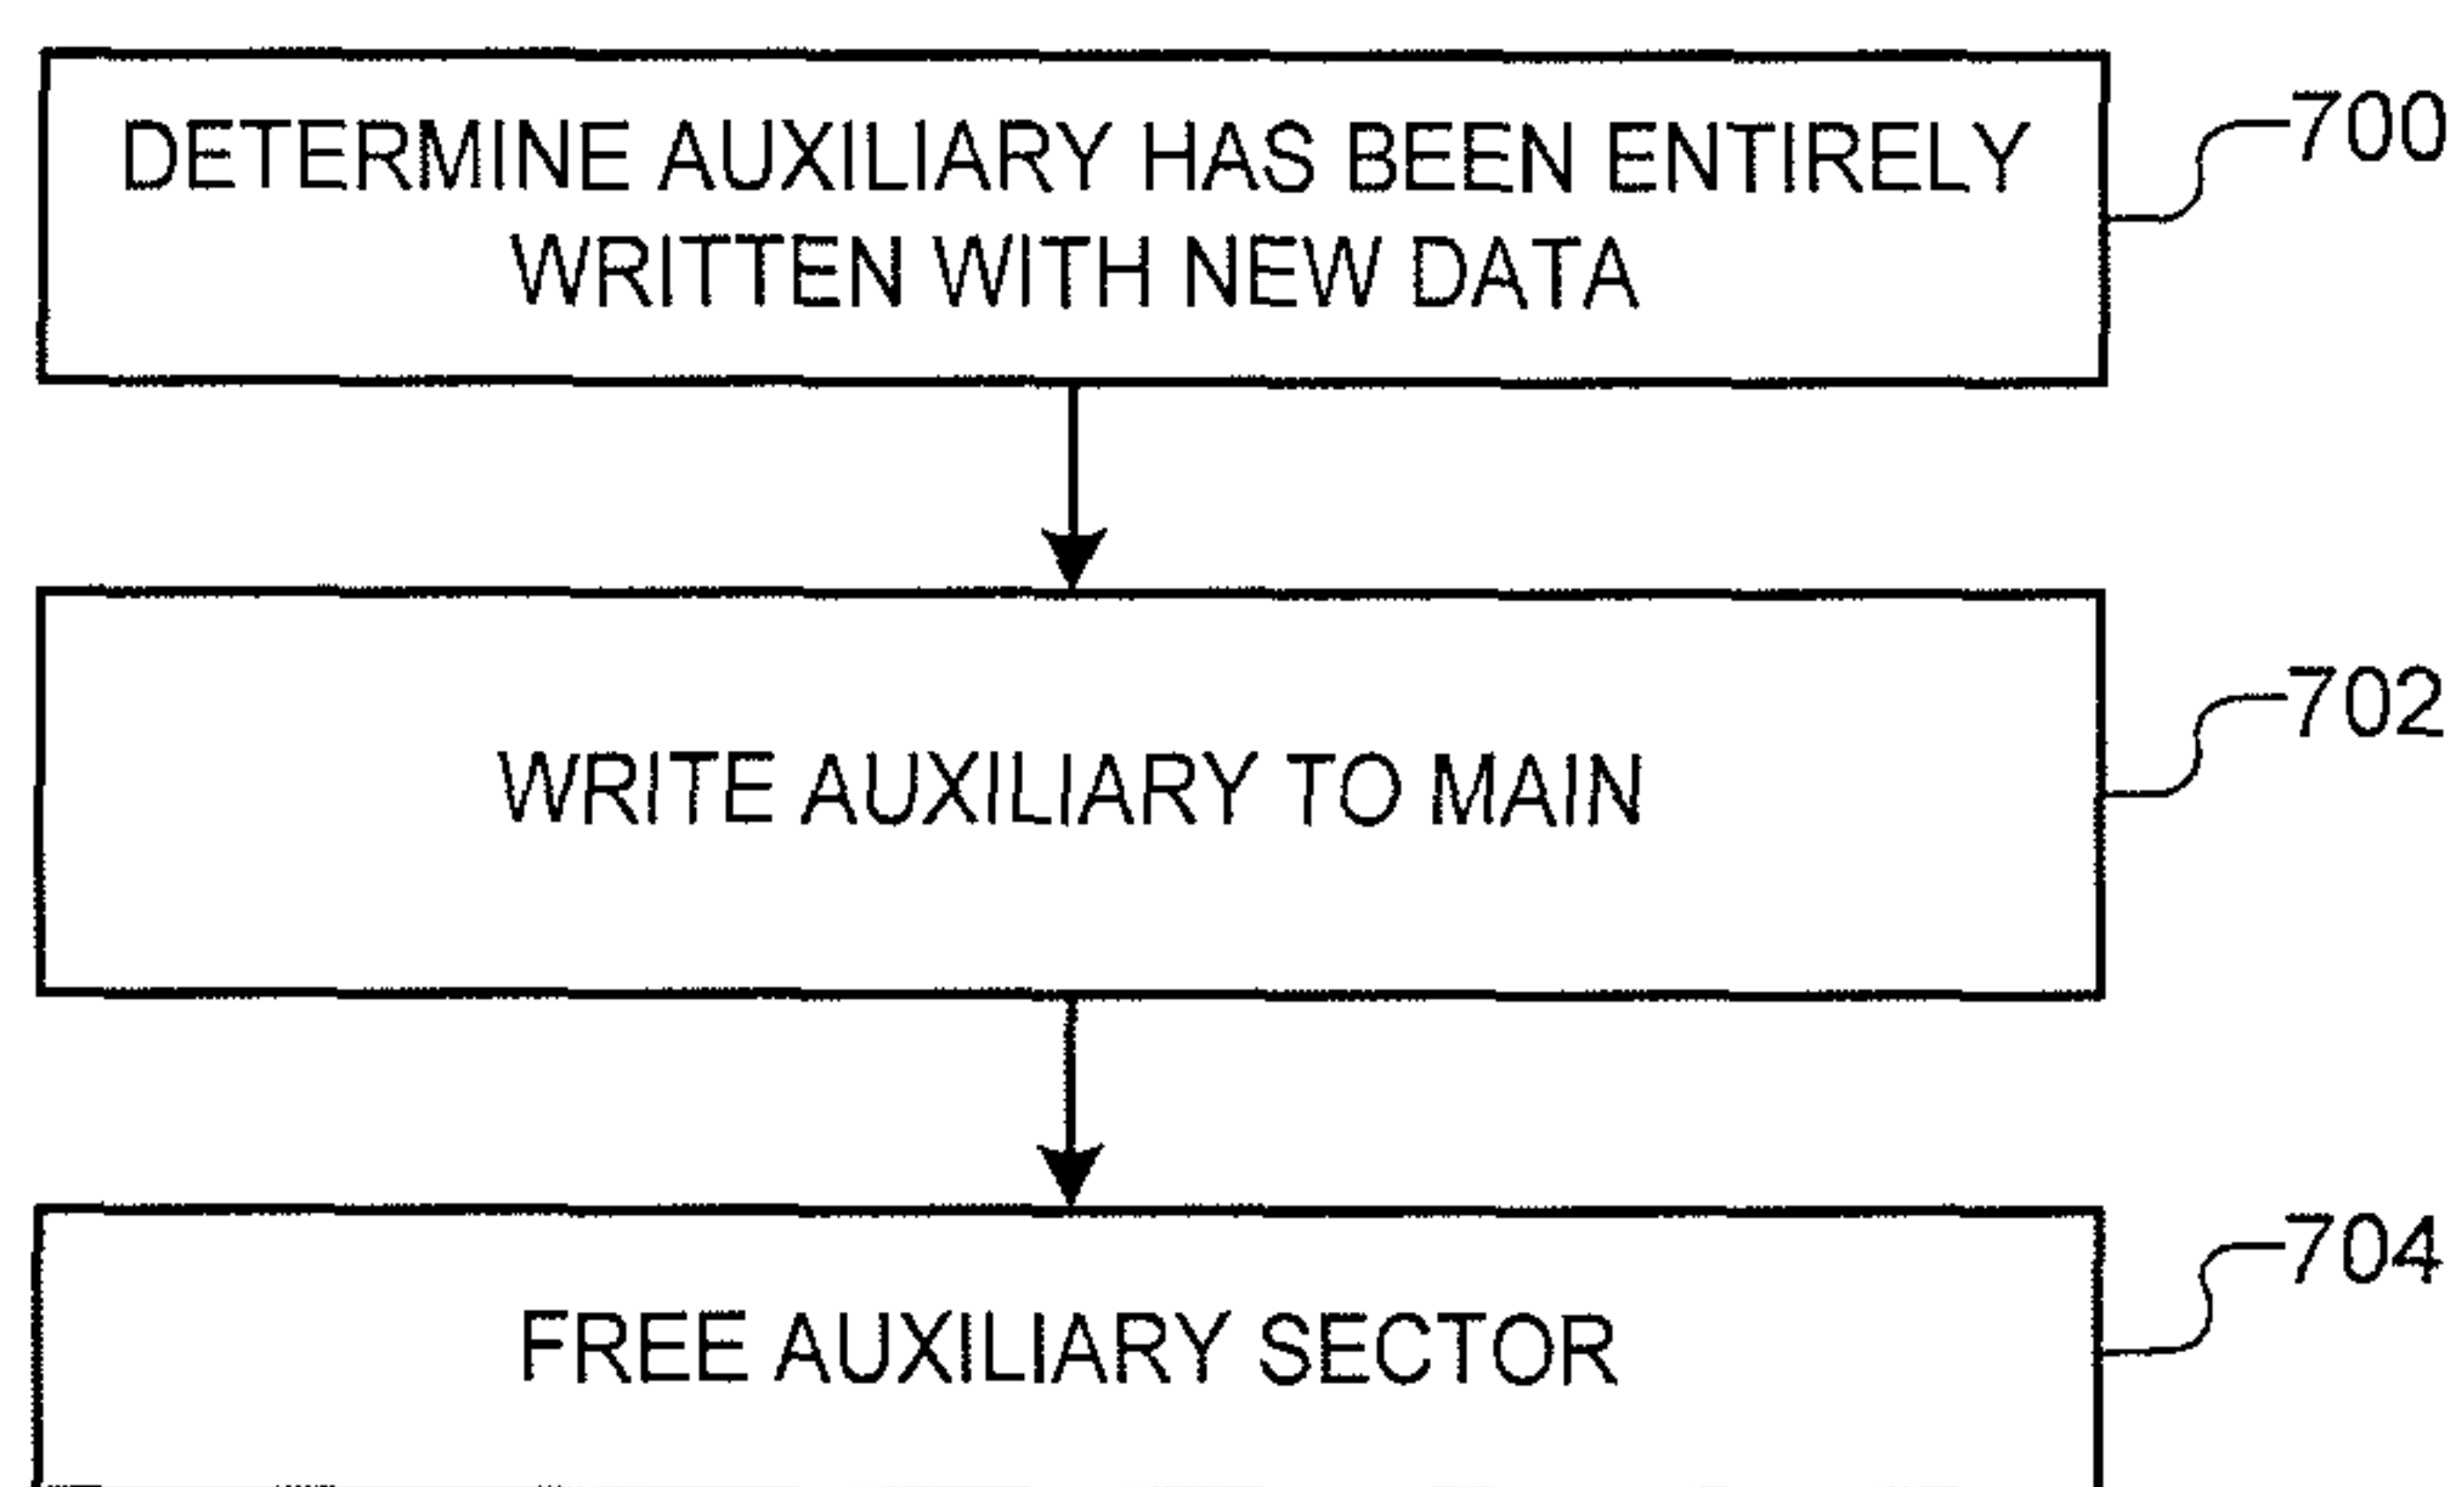 DETERMINE AUXILIARY HAS BEEN ENTIRELY
WRITTEN WITH NEW DATA
700
WRITE AUXILIARY TO MAIN
702
FREE AUXILIARY SECTOR
704